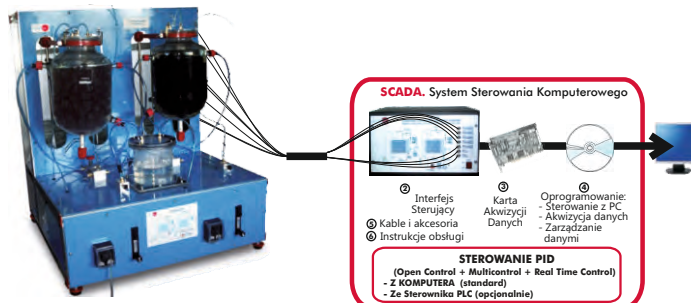 SCADA. System Sterowania Komputerowego
②
Interfejs
Sterujący
③
Karta
Akwizycji
Danych
④
Oprogramowanie:
- Sterowanie z PC
- Akwizycja danych
- Zarządzanie
danymi
⑤ Kable i akcesoria
⑥ Instrukcje obsługi
STEROWANIE PID
(Open Control + Multicontrol + Real Time Control)
- Z KOMPUTERA (standard)
- Ze Sterownika PLC (opcjonalnie)